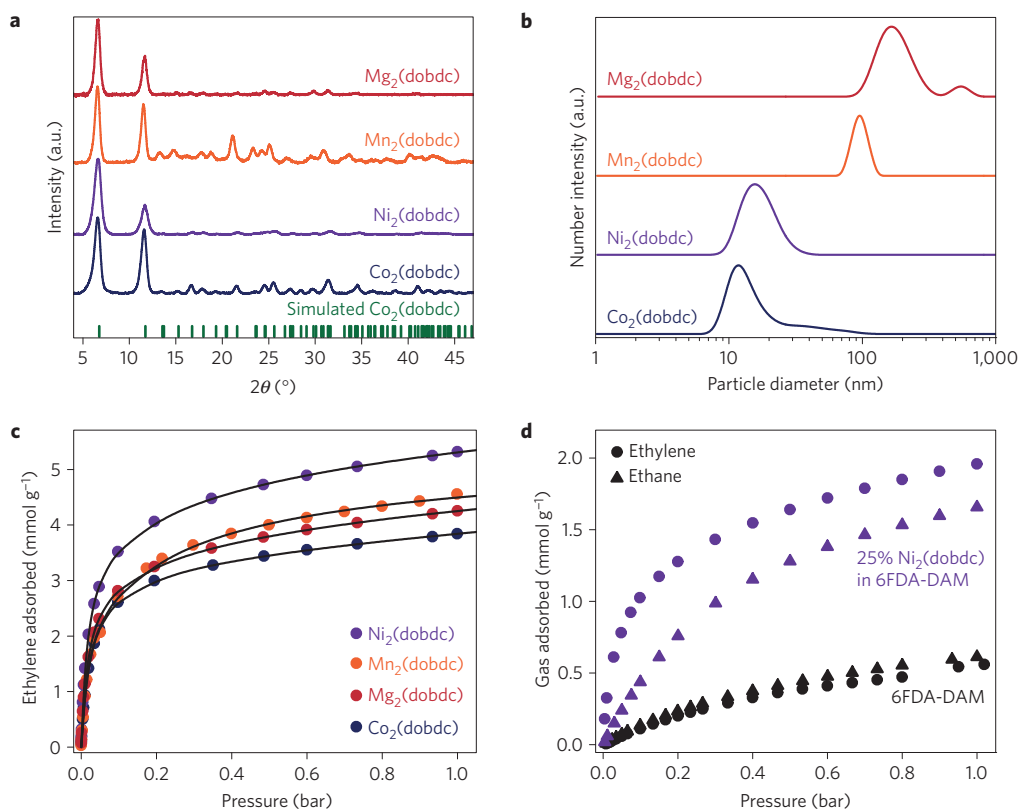 a
Intensity (a.u.)
Mg₂(dobdc)
Mn₂(dobdc)
Ni₂(dobdc)
Co₂(dobdc)
Simulated Co₂(dobdc)
5 10 15 20 25 30 35 40 45
2θ (°)
b
Number intensity (a.u.)
Mg₂(dobdc)
Mn₂(dobdc)
Ni₂(dobdc)
Co₂(dobdc)
1 10 100 1,000
Particle diameter (nm)
c
Ethylene adsorbed (mmol g⁻¹)
5
4
3
2
1
0
Ni₂(dobdc)
Mn₂(dobdc)
Mg₂(dobdc)
Co₂(dobdc)
0.0 0.2 0.4 0.6 0.8 1.0
Pressure (bar)
d
Gas adsorbed (mmol g⁻¹)
2.0
1.5
1.0
0.5
0.0
Ethylene
Ethane
25% Ni₂(dobdc)
in 6FDA-DAM
6FDA-DAM
0.0 0.2 0.4 0.6 0.8 1.0
Pressure (bar)